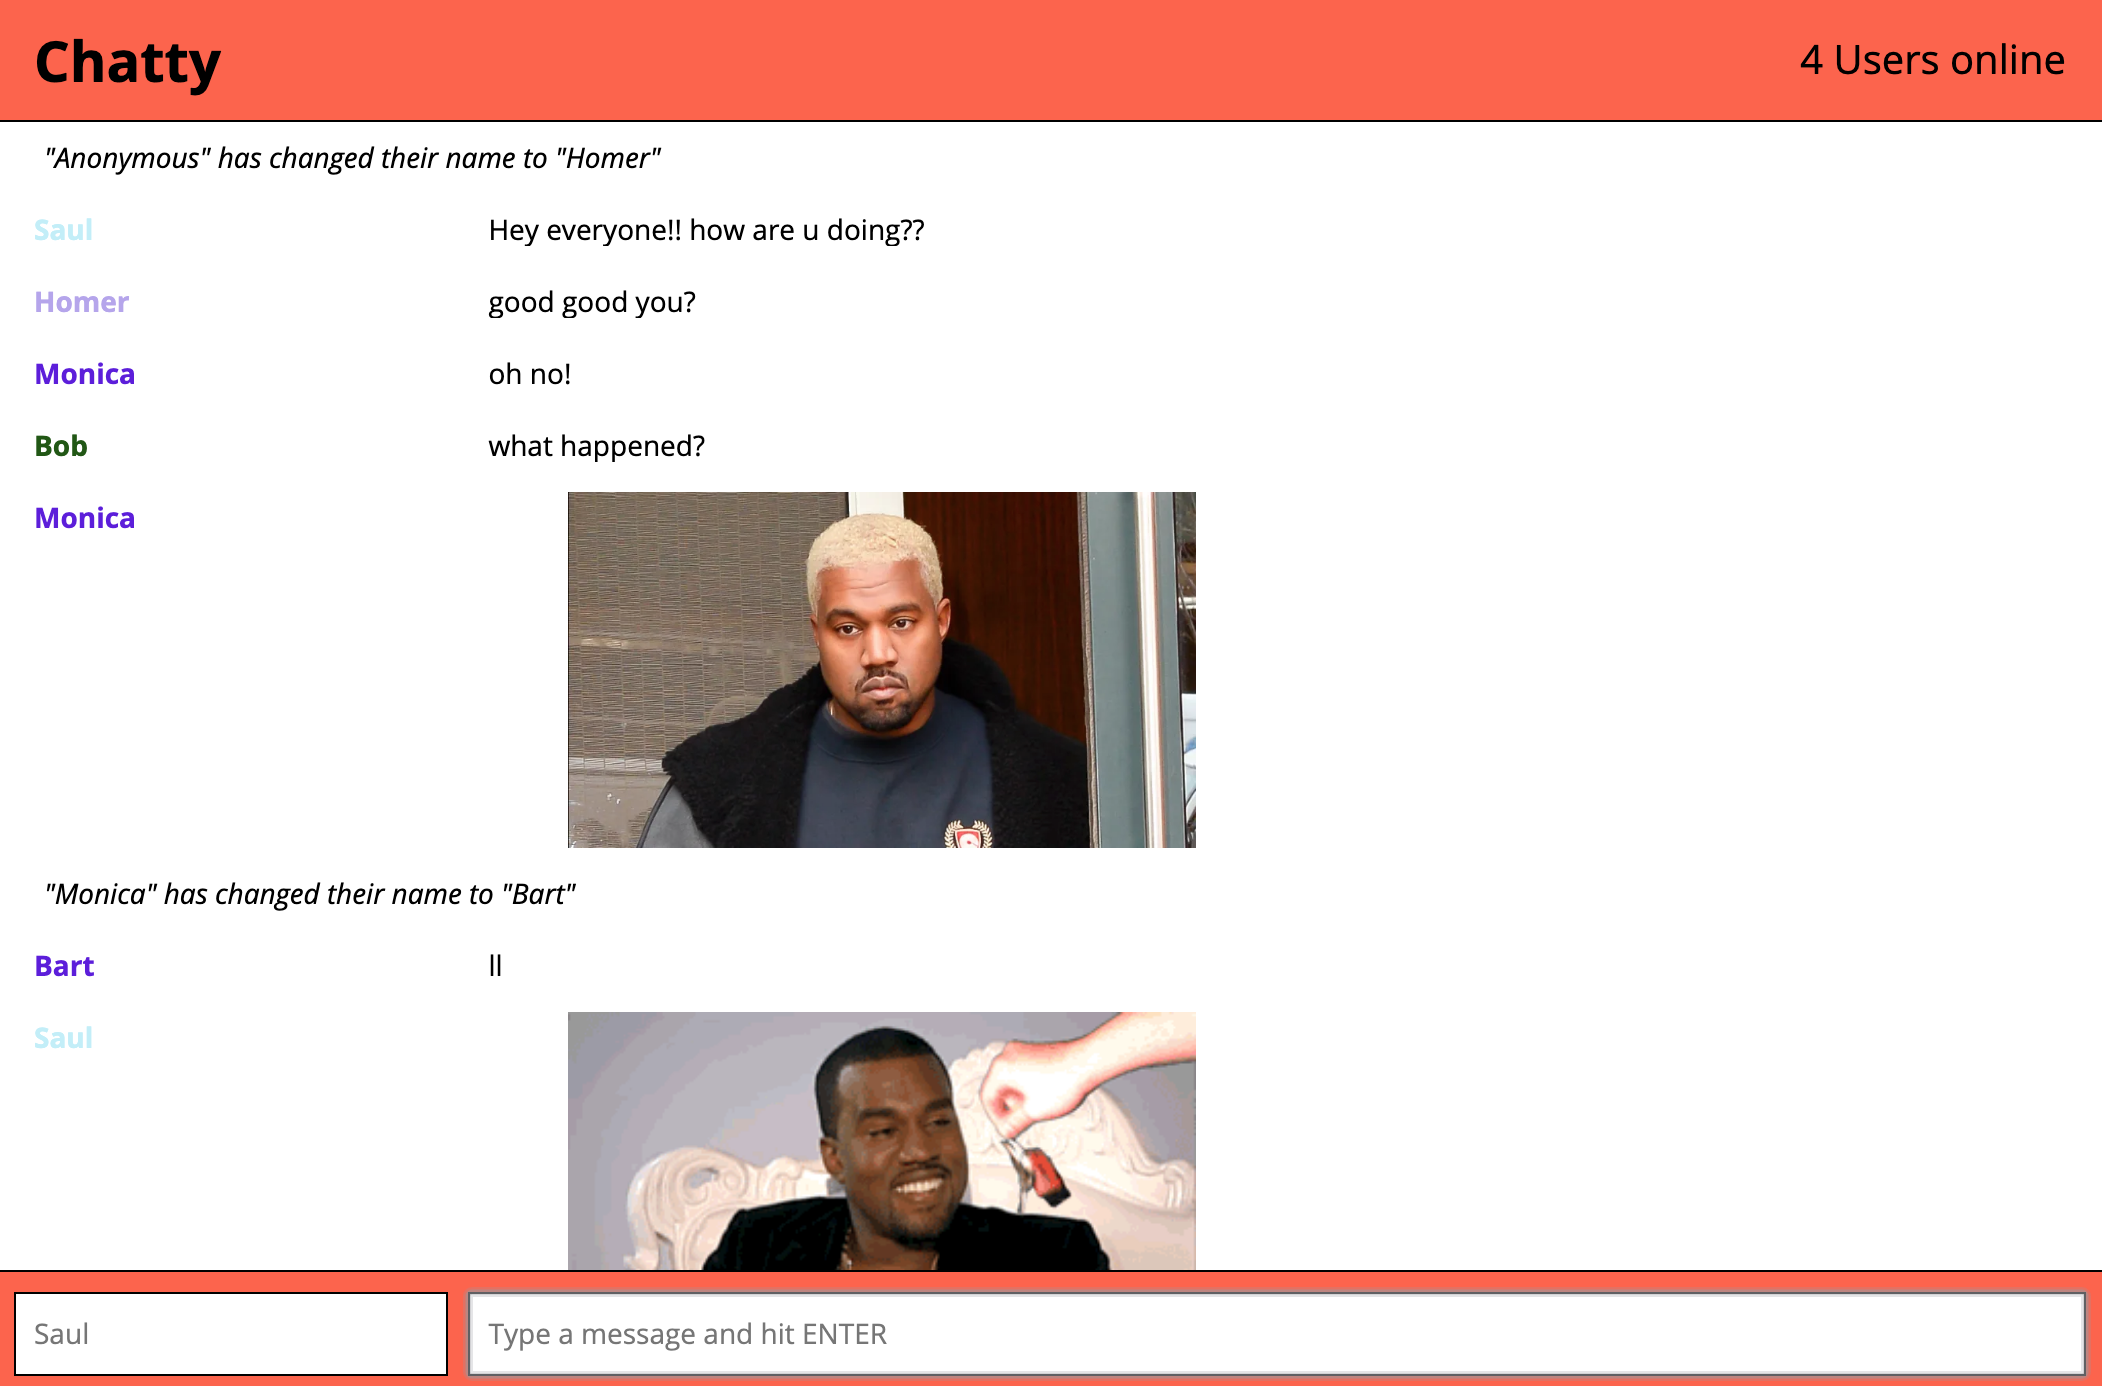 Chatty
4 Users online
"Anonymous" has changed their name to "Homer"
Saul
Hey everyone!! how are u doing??
Homer
good good you?
Monica
oh no!
Bob
what happened?
Monica
"Monica" has changed their name to "Bart"
Bart
ll
Saul
Saul
Type a message and hit ENTER